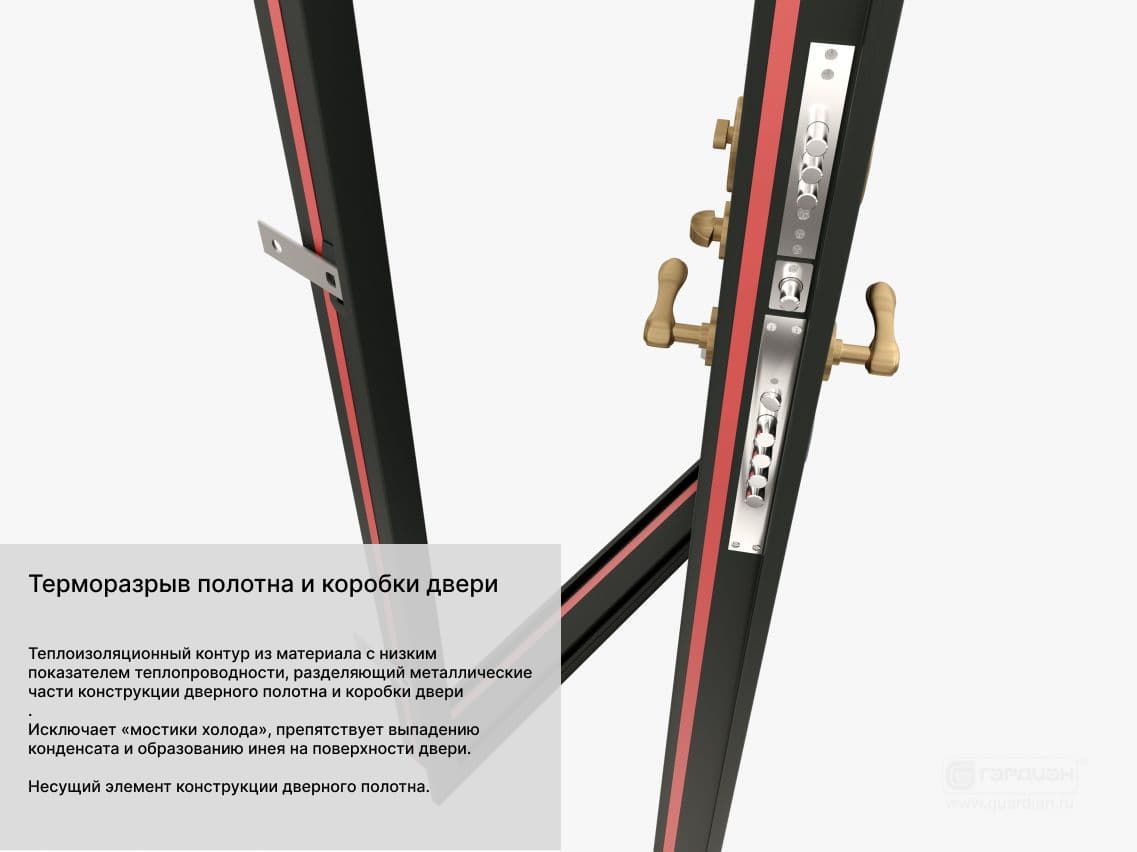 Терморазрыв полотна и коробки двери
Теплоизоляционный контур из материала с низким
показателем теплопроводности, разделяющий металлические
части конструкции дверного полотна и коробки двери
.
Исключает «мостики холода», препятствует выпадению
конденсата и образованию инея на поверхности двери.
Несущий элемент конструкции дверного полотна.
гардиан
www.guardian.ru